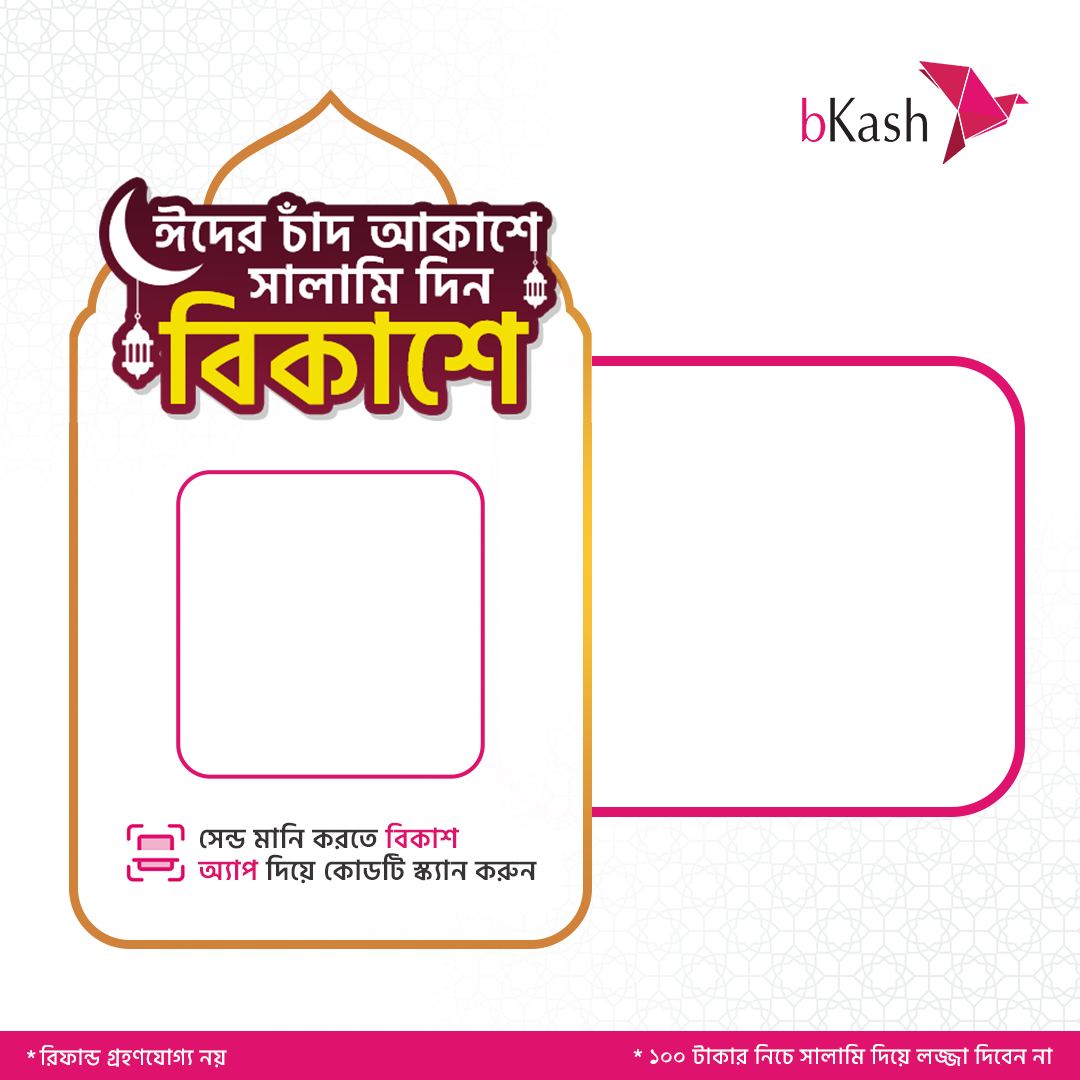 bKash
ঈদের চাঁদ আকাশে
সালামি দিন
বিকাশে
সেন্ড মানি করতে বিকাশ
অ্যাপ দিয়ে কোডটি স্ক্যান করুন
* রিফান্ড গ্রহণযোগ্য নয়
* ১০০ টাকার নিচে সালামি দিয়ে লজ্জা দিবেন না